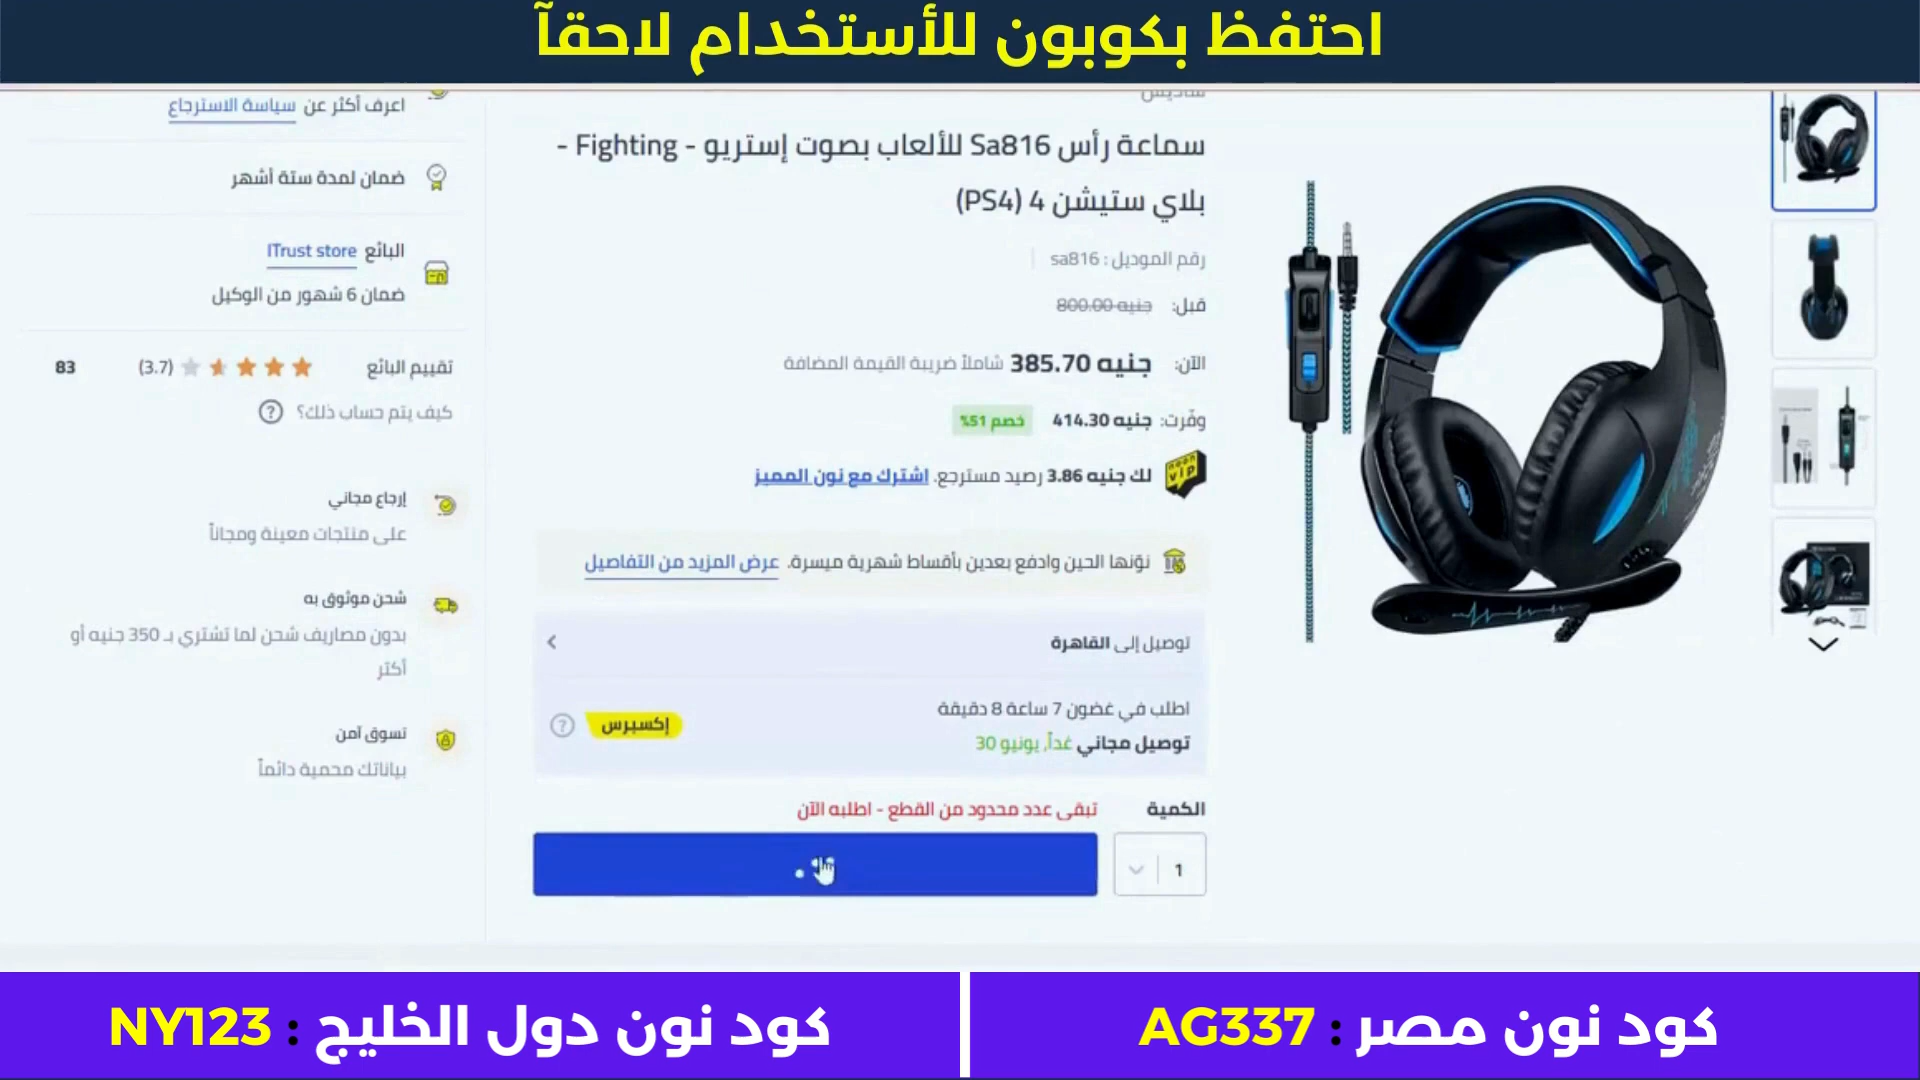 احتفظ بكوبون للأستخدام لاحقاً
ساديس
سماعة رأس Sa816 للألعاب بصوت إستريو - Fighting -
بلاي ستيشن 4 (PS4)
رقم الموديل : sa816
قبل: جنيه 800.00
الآن: جنيه 385.70 شاملاً ضريبة القيمة المضافة
وفّرت: جنيه 414.30 خصم 51%
noon vip
لك جنيه 3.86 رصيد مسترجع. اشترك مع نون المميز
نوّنها الحين وادفع بعدين بأقساط شهرية ميسرة. عرض المزيد من التفاصيل
توصيل إلى القاهرة
اطلب في غضون 7 ساعة 8 دقيقة
توصيل مجاني غداً, يونيو 30
إكسبرس
الكمية
تبقى عدد محدود من القطع - اطلبه الآن
1
اعرف أكثر عن سياسة الاسترجاع
ضمان لمدة ستة أشهر
البائع ITrust store
ضمان 6 شهور من الوكيل
تقييم البائع (3.7) 83
كيف يتم حساب ذلك؟
إرجاع مجاني
على منتجات معينة ومجاناً
شحن موثوق به
بدون مصاريف شحن لما تشتري بـ 350 جنيه أو
أكثر
تسوق آمن
بياناتك محمية دائماً
كود نون مصر : AG337
كود نون دول الخليج : NY123